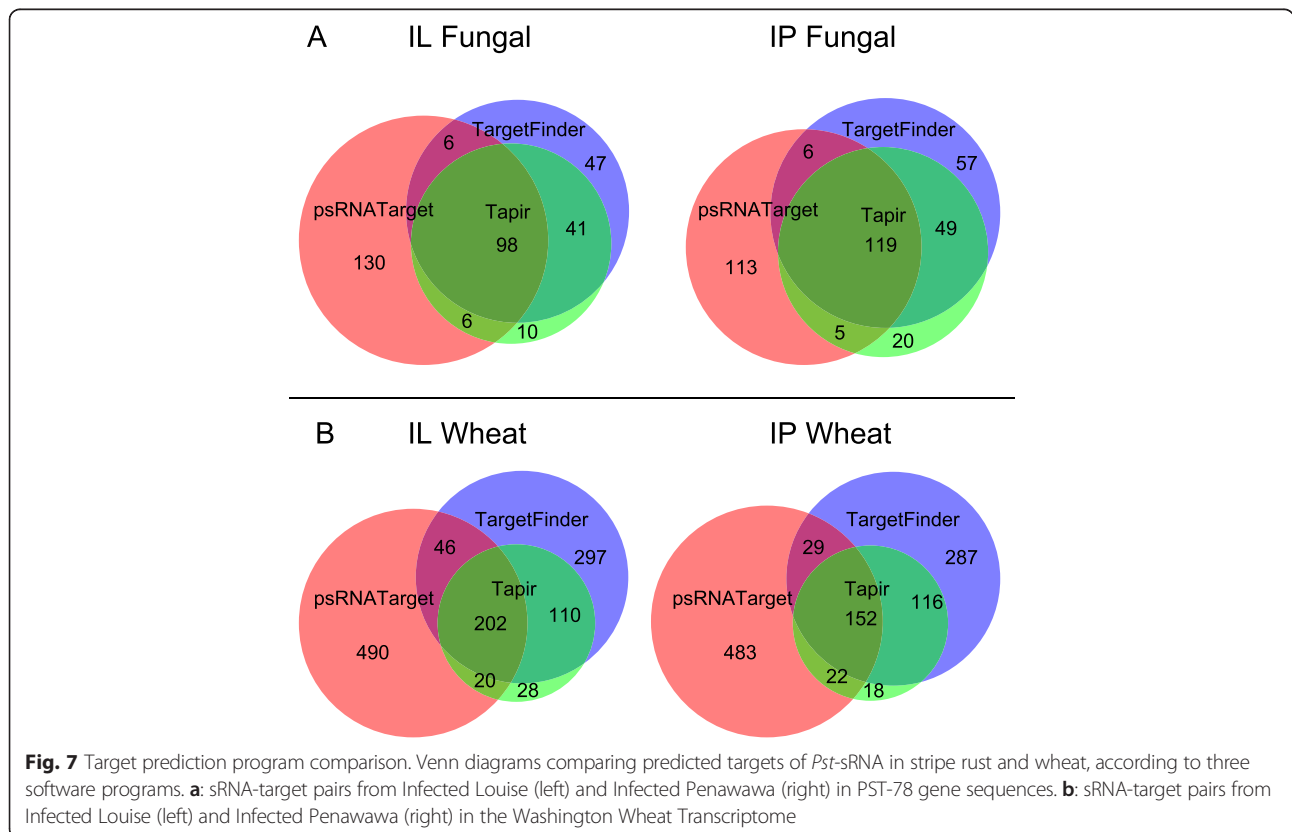 A IL Fungal IP Fungal
TargetFinder
6
47
psRNATarget
Tapir
41
98
130
6
10
TargetFinder
6
57
psRNATarget
Tapir
49
119
113
5
20
B IL Wheat IP Wheat
TargetFinder
46
297
Tapir
psRNATarget
110
202
490
20
28
TargetFinder
29
287
Tapir
psRNATarget
116
152
483
22
18
Fig. 7 Target prediction program comparison. Venn diagrams comparing predicted targets of Pst-sRNA in stripe rust and wheat, according to three
software programs. a: sRNA-target pairs from Infected Louise (left) and Infected Penawawa (right) in PST-78 gene sequences. b: sRNA-target pairs from
Infected Louise (left) and Infected Penawawa (right) in the Washington Wheat Transcriptome